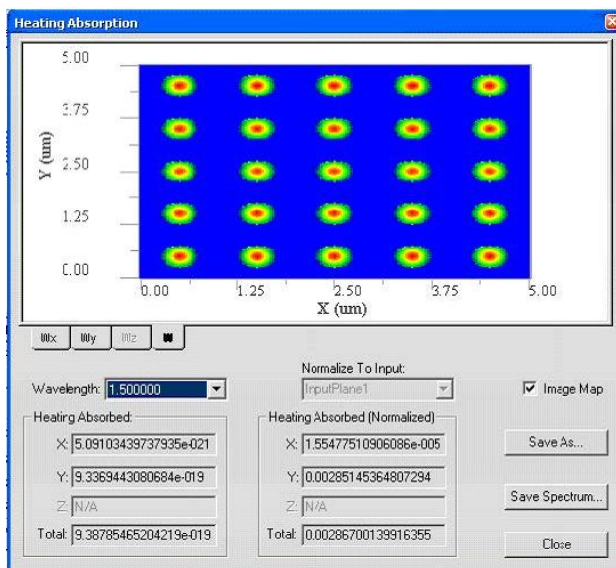 Heating Absorption
5.00
3.75
2.50
1.25
0.00
Y (um)
0.00 1.25 2.50 3.75 5.00
X (um)
Wx Wy Wz W
Normalize To Input:
Wavelength: 1.500000 InputPlane1 Image Map
Heating Absorbed: Heating Absorbed (Normalized)
X: 5.09103439737935e-021 X: 1.55477510906086e-005 Save As...
Y: 9.3369443080684e-019 Y: 0.00285145364807294
Z: N/A Z: N/A Save Spectrum...
Total: 9.38785465204219e-019 Total: 0.00286700139916355 Close